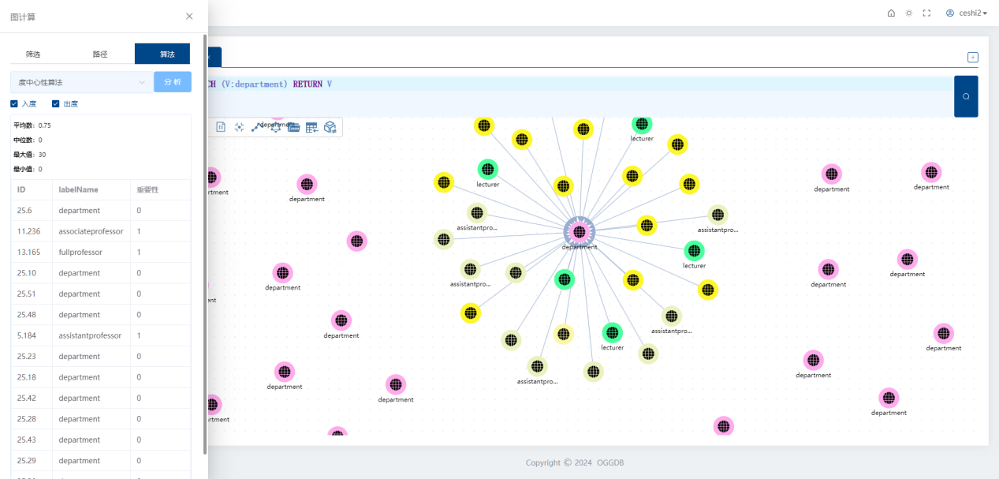 图计算
ceshi2
筛选 路径 算法
度中心性算法 分 析
入度 出度
平均数: 0.75
中位数: 0
最大值: 30
最小值: 0
ID labelName 重要性
25.6 department 0
11.236 associateprofessor 1
13.165 fullprofessor 1
25.10 department 0
25.51 department 0
25.48 department 0
5.184 assistantprofessor 1
25.23 department 0
25.18 department 0
25.42 department 0
25.28 department 0
25.43 department 0
25.29 department 0
CH (V:department) RETURN V
department
lecturer
lecturer
rtment
department
department
department
assistantpro...
assistantpro...
department
lecturer
department
assistantpro...
department
department
ent
department
assistantpro...
department
lecturer
department
assistantpro...
department
department
department
department
rtment
Copyright © 2024 OGGDB